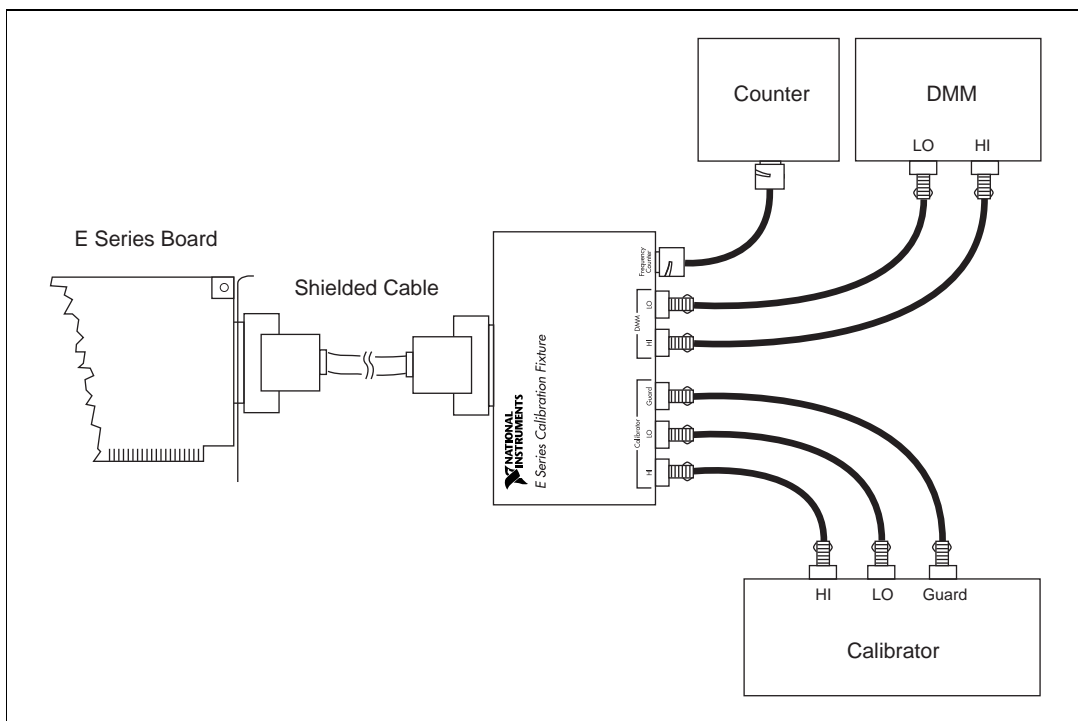 Counter
DMM
LO HI
E Series Board
Shielded Cable
Frequency
Counter
LO
DMM
HI
Guard
LO
Calibrator
HI
NATIONAL
INSTRUMENTS
E Series Calibration Fixture
HI LO Guard
Calibrator